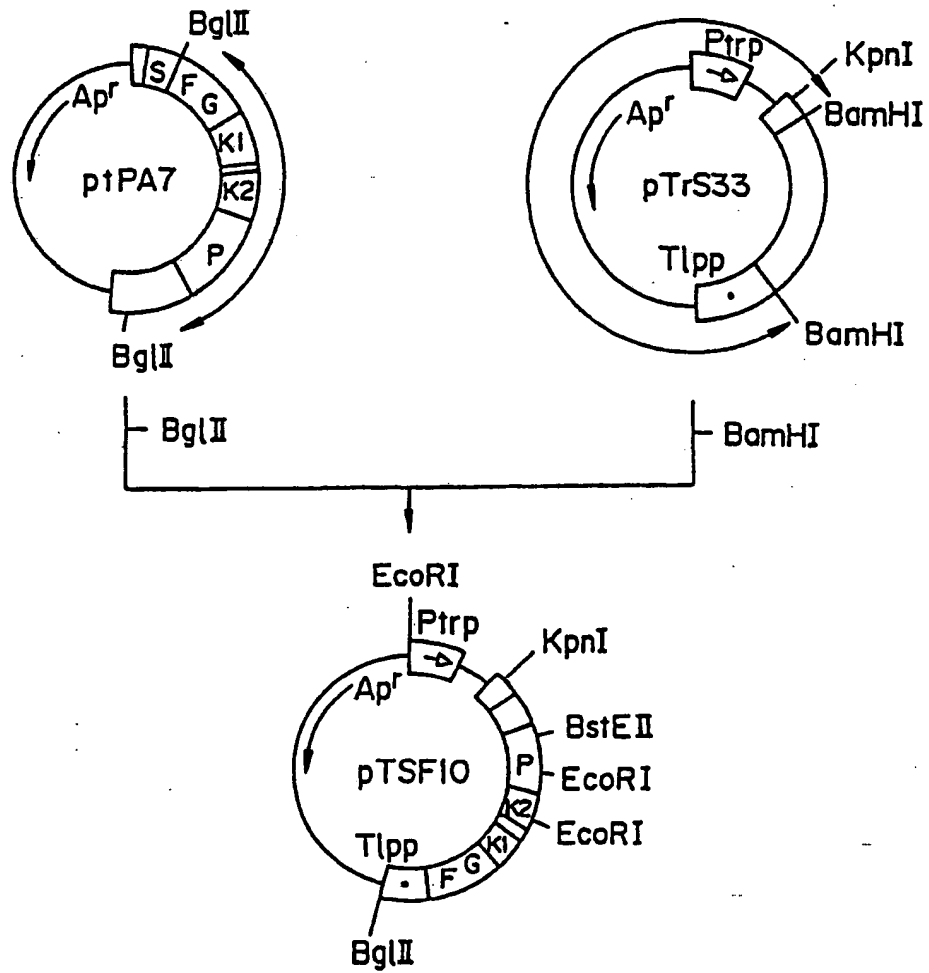 BglII
S
F
G
K1
K2
P
Apr
ptPA7
BglII
Ptrp
KpnI
BamHI
Apr
pTrS33
Tlpp
BamHI
BglII
BamHI
EcoRI
Ptrp
KpnI
Apr
BstEII
pTSF10
P
EcoRI
K2
EcoRI
K1
Tlpp
F
G
BglII